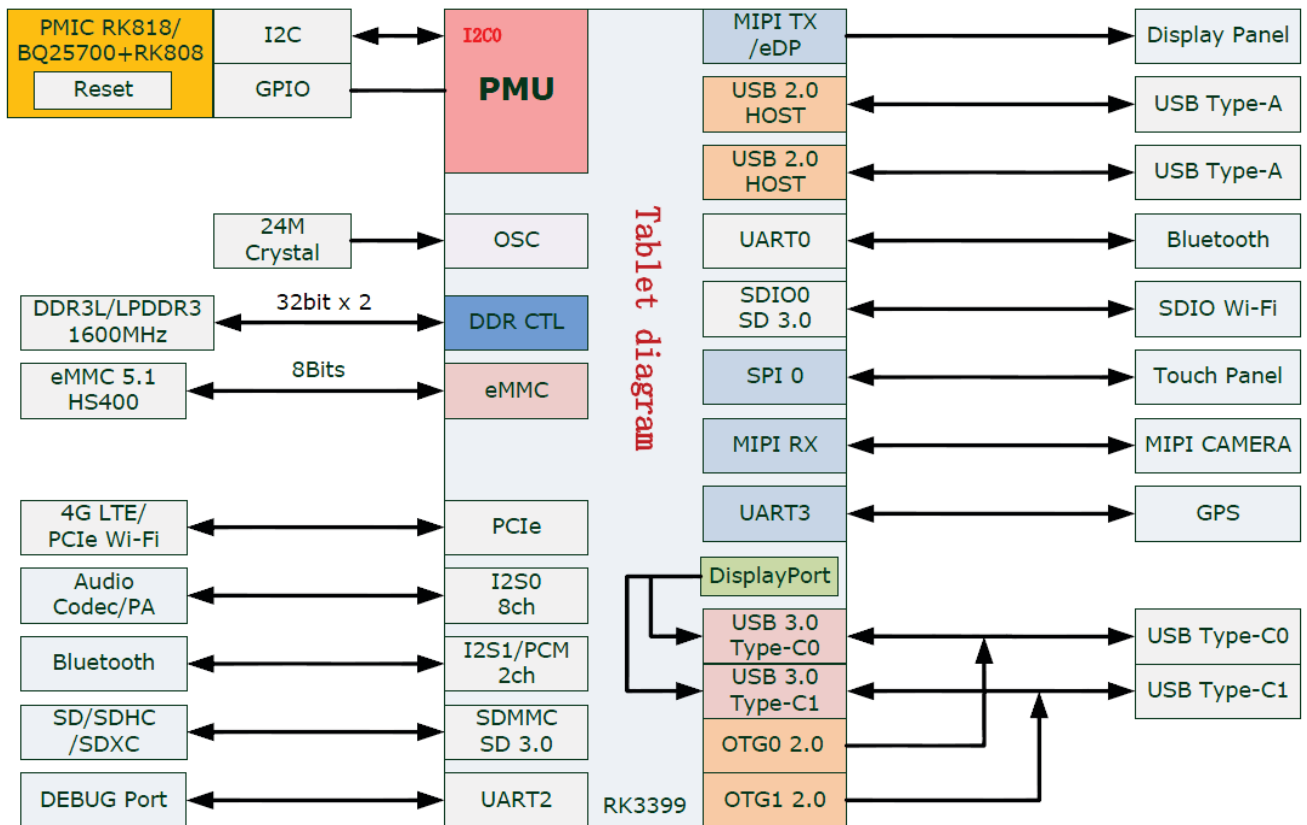 PMIC RK818/
BQ25700+RK808
Reset
I2C
GPIO
I2C0
PMU
24M
Crystal
OSC
DDR3L/LPDDR3
1600MHz
32bit x 2
DDR CTL
eMMC 5.1
HS400
8Bits
eMMC
4G LTE/
PCIe Wi-Fi
PCIe
Audio
Codec/PA
I2S0
8ch
Bluetooth
I2S1/PCM
2ch
SD/SDHC
/SDXC
SDMMC
SD 3.0
DEBUG Port
UART2
Tablet diagram
RK3399
MIPI TX
/eDP
Display Panel
USB 2.0
HOST
USB Type-A
USB 2.0
HOST
USB Type-A
UART0
Bluetooth
SDIO0
SD 3.0
SDIO Wi-Fi
SPI 0
Touch Panel
MIPI RX
MIPI CAMERA
UART3
GPS
DisplayPort
USB 3.0
Type-C0
USB Type-C0
USB 3.0
Type-C1
USB Type-C1
OTG0 2.0
OTG1 2.0